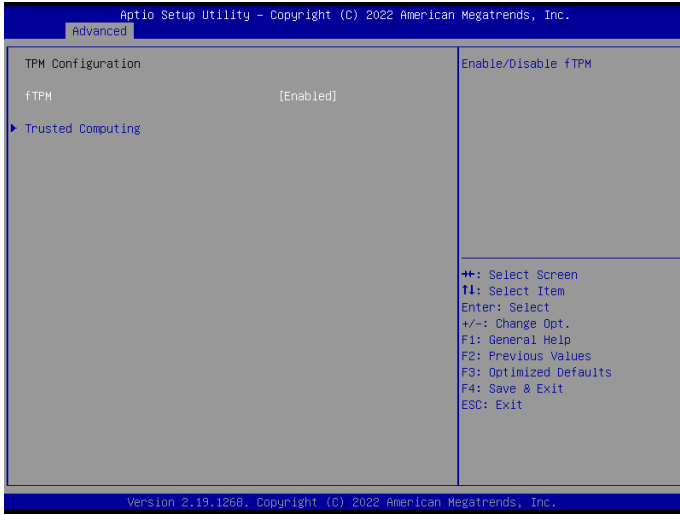 Aptio Setup Utility – Copyright (C) 2022 American Megatrends, Inc.
Advanced
TPM Configuration
fTPM [Enabled]
Trusted Computing
Enable/Disable fTPM
→←: Select Screen
↑↓: Select Item
Enter: Select
+/-: Change Opt.
F1: General Help
F2: Previous Values
F3: Optimized Defaults
F4: Save & Exit
ESC: Exit
Version 2.19.1268. Copyright (C) 2022 American Megatrends, Inc.